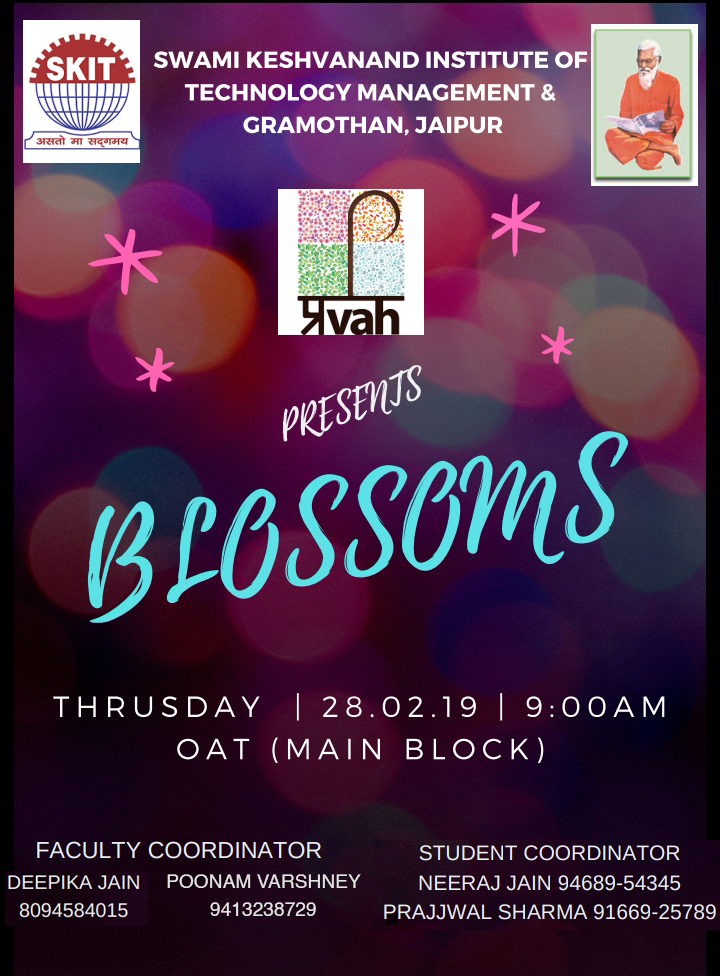 SKIT
असतो मा सद्गमय
SWAMI KESHVANAND INSTITUTE OF
TECHNOLOGY MANAGEMENT &
GRAMOTHAN, JAIPUR
प्रvah
PRESENTS
BLOSSOMS
THRUSDAY | 28.02.19 | 9:00AM
OAT (MAIN BLOCK)
FACULTY COORDINATOR
DEEPIKA JAIN POONAM VARSHNEY
8094584015 9413238729
STUDENT COORDINATOR
NEERAJ JAIN 94689-54345
PRAJJWAL SHARMA 91669-25789